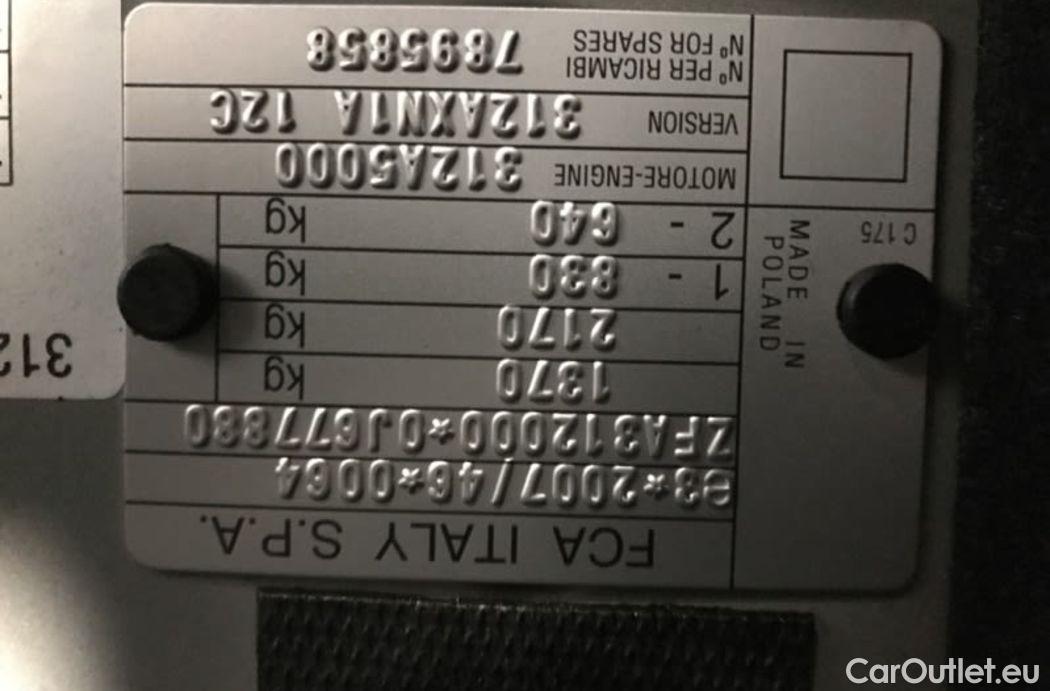 FCA ITALY S.P.A.
e3*2007/46*0064
ZFA312000*0J677880
1370 kg
2170 kg
1 - 830 kg
2 - 640 kg
MOTORE-ENGINE 312A5000
VERSION 312AXN1A 12C
N° PER RICAMBI
N° FOR SPARES 7895858
MADE IN
POLAND
C 175
312
CarOutlet.eu